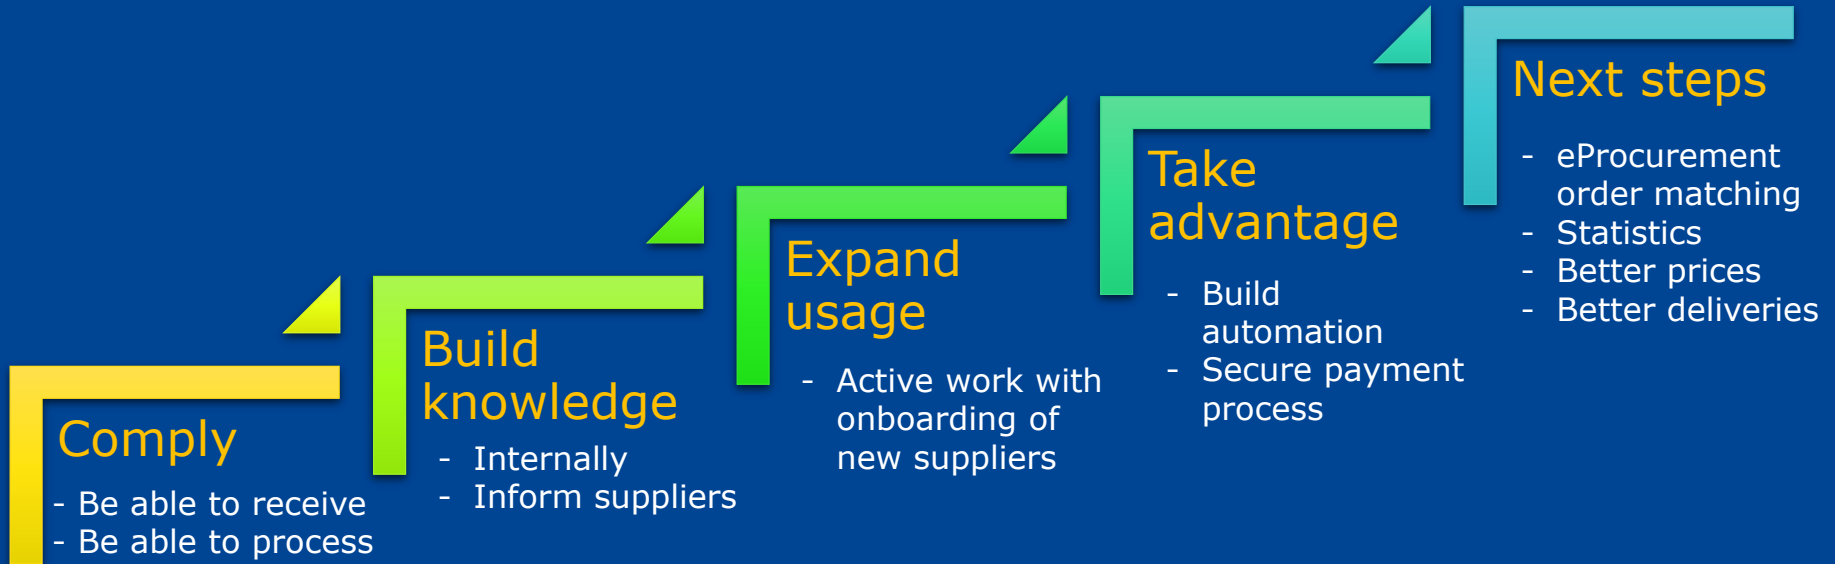 Comply
- Be able to receive
- Be able to process
Build
knowledge
- Internally
- Inform suppliers
Expand
usage
- Active work with
onboarding of
new suppliers
Take
advantage
- Build
automation
- Secure payment
process
Next steps
- eProcurement
order matching
- Statistics
- Better prices
- Better deliveries